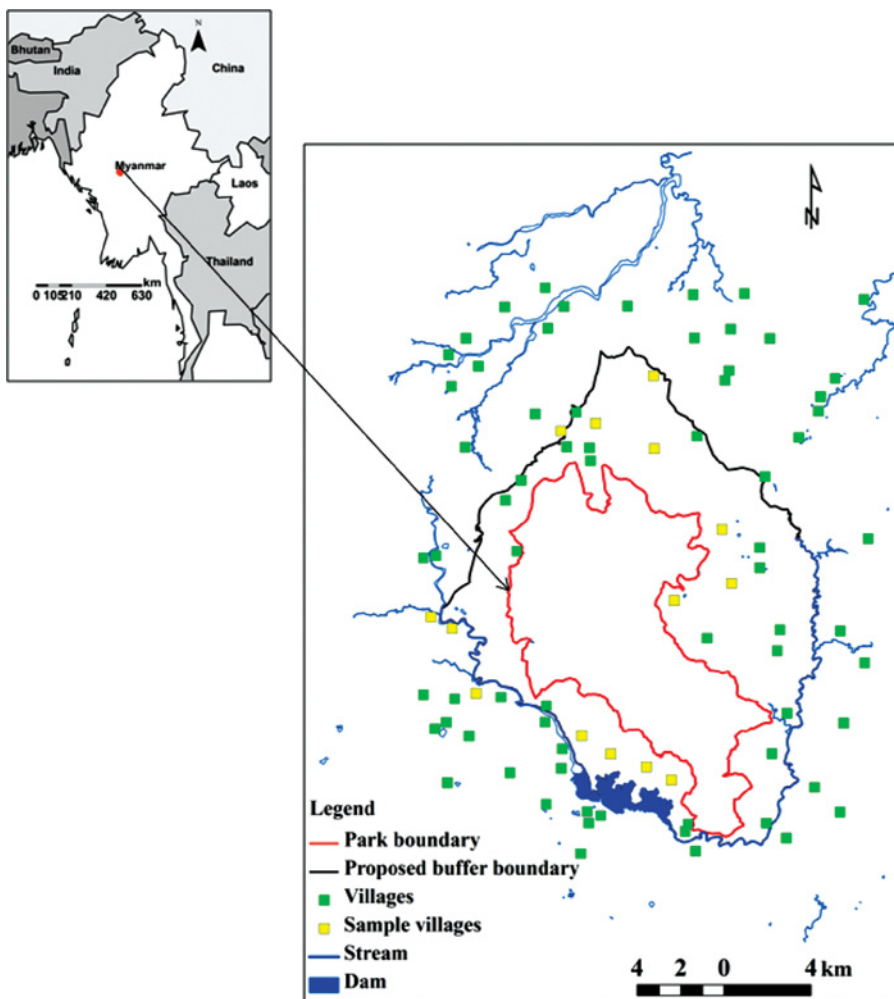 N
Bhutan
India
China
Myanmar
Laos
Thailand
km
0 105 210 420 630
N
Legend
Park boundary
Proposed buffer boundary
Villages
Sample villages
Stream
Dam
4 2 0 4 km